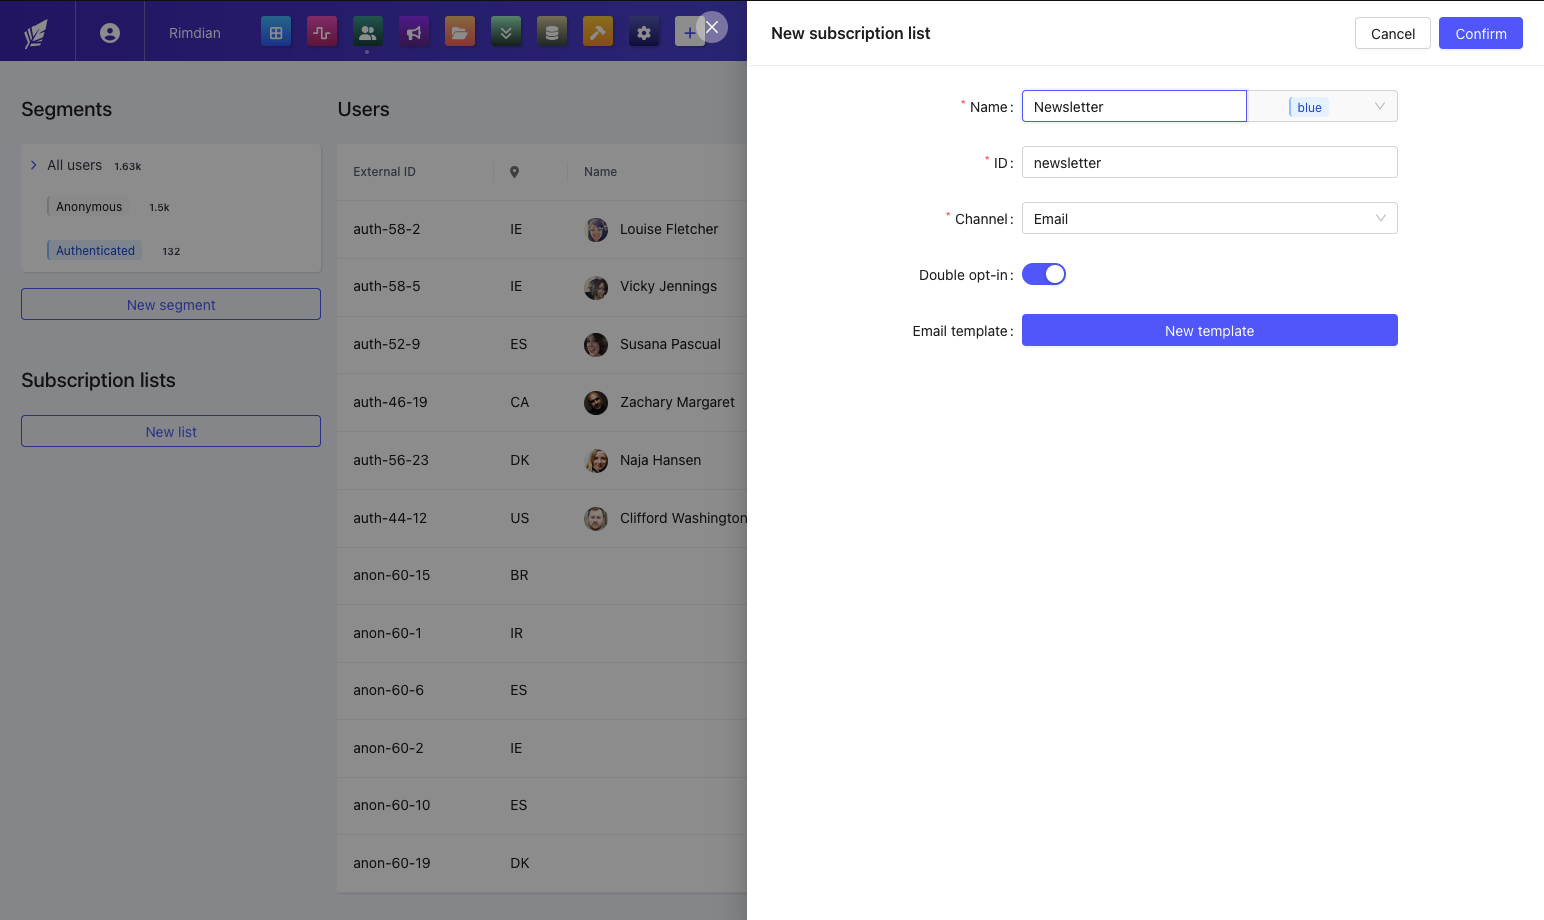 Rimdian
Segments
All users 1.63k
Anonymous 1.5k
Authenticated 132
New segment
Subscription lists
New list
Users
External ID Name
auth-58-2 IE Louise Fletcher
auth-58-5 IE Vicky Jennings
auth-52-9 ES Susana Pascual
auth-46-19 CA Zachary Margaret
auth-56-23 DK Naja Hansen
auth-44-12 US Clifford Washington
anon-60-15 BR
anon-60-1 IR
anon-60-6 ES
anon-60-2 IE
anon-60-10 ES
anon-60-19 DK
New subscription list
Cancel Confirm
* Name: Newsletter blue
* ID: newsletter
* Channel: Email
Double opt-in:
Email template: New template